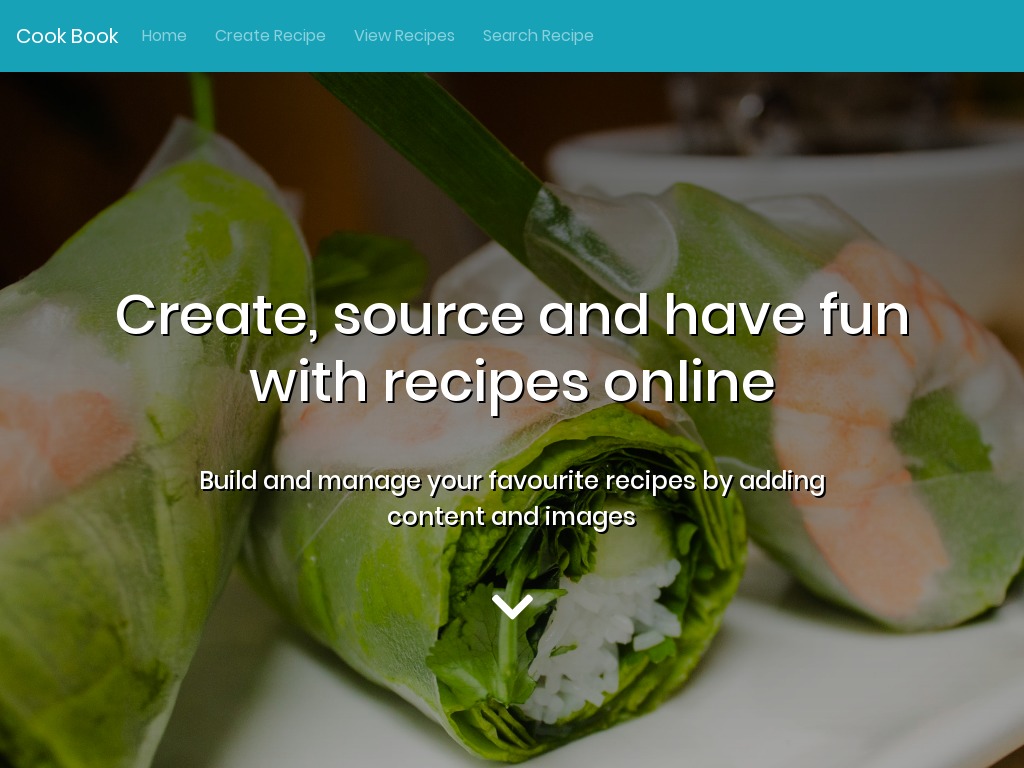 Cook Book Home Create Recipe View Recipes Search Recipe
Create, source and have fun
with recipes online
Build and manage your favourite recipes by adding
content and images